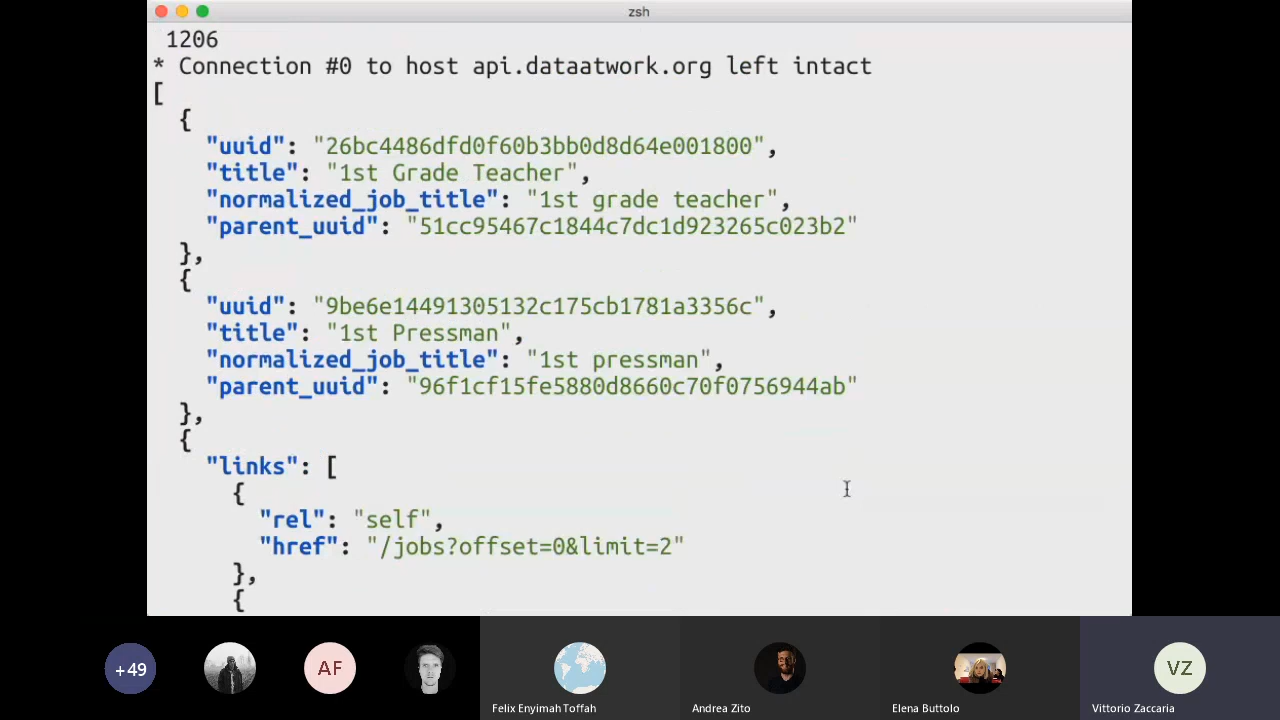 zsh
1206
* Connection #0 to host api.dataatwork.org left intact
[
{
"uuid": "26bc4486dfd0f60b3bb0d8d64e001800",
"title": "1st Grade Teacher",
"normalized_job_title": "1st grade teacher",
"parent_uuid": "51cc95467c1844c7dc1d923265c023b2"
},
{
"uuid": "9be6e14491305132c175cb1781a3356c",
"title": "1st Pressman",
"normalized_job_title": "1st pressman",
"parent_uuid": "96f1cf15fe5880d8660c70f0756944ab"
},
{
"links": [
{
"rel": "self",
"href": "/jobs?offset=0&limit=2"
},
{
+49
AF
VZ
Felix Enyimah Toffah
Andrea Zito
Elena Buttolo
Vittorio Zaccaria